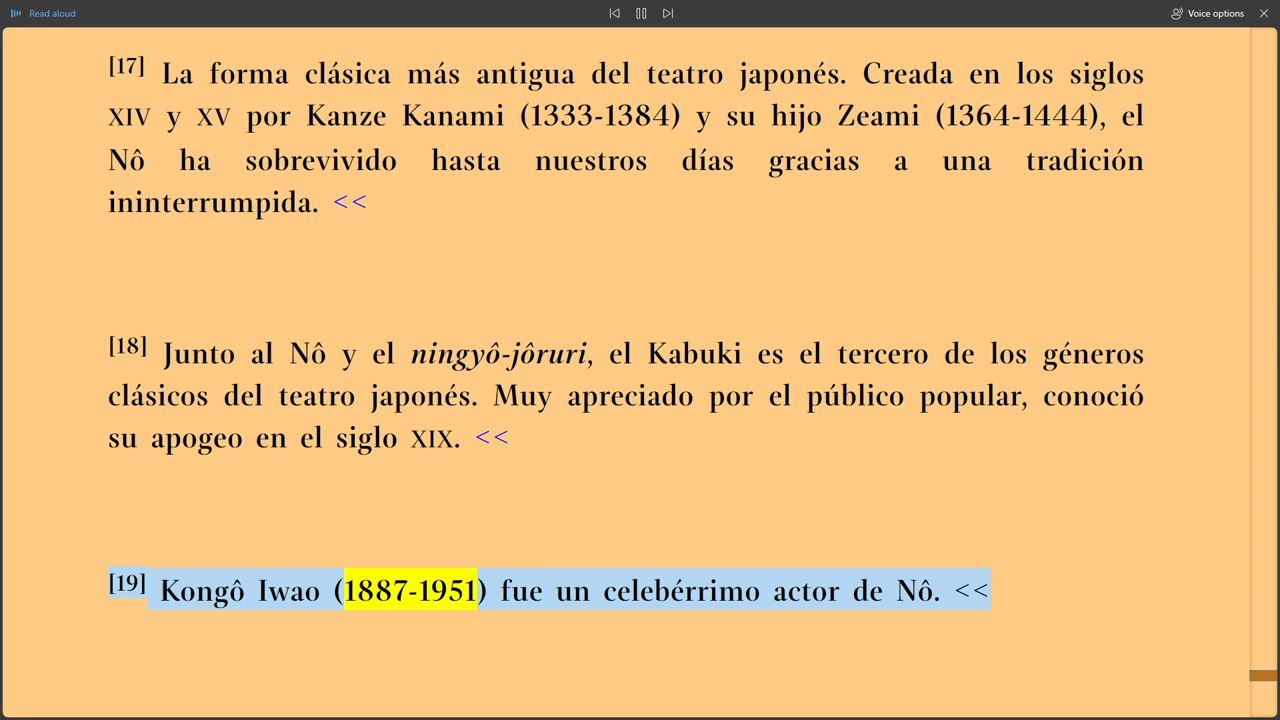 Read aloud
Voice options
[17] La forma clásica más antigua del teatro japonés. Creada en los siglos
XIV y XV por Kanze Kanami (1333-1384) y su hijo Zeami (1364-1444), el
Nô ha sobrevivido hasta nuestros días gracias a una tradición
ininterrumpida. <<
[18] Junto al Nô y el ningyô-jôruri, el Kabuki es el tercero de los géneros
clásicos del teatro japonés. Muy apreciado por el público popular, conoció
su apogeo en el siglo XIX. <<
[19] Kongô Iwao (1887-1951) fue un celebérrimo actor de Nô. <<